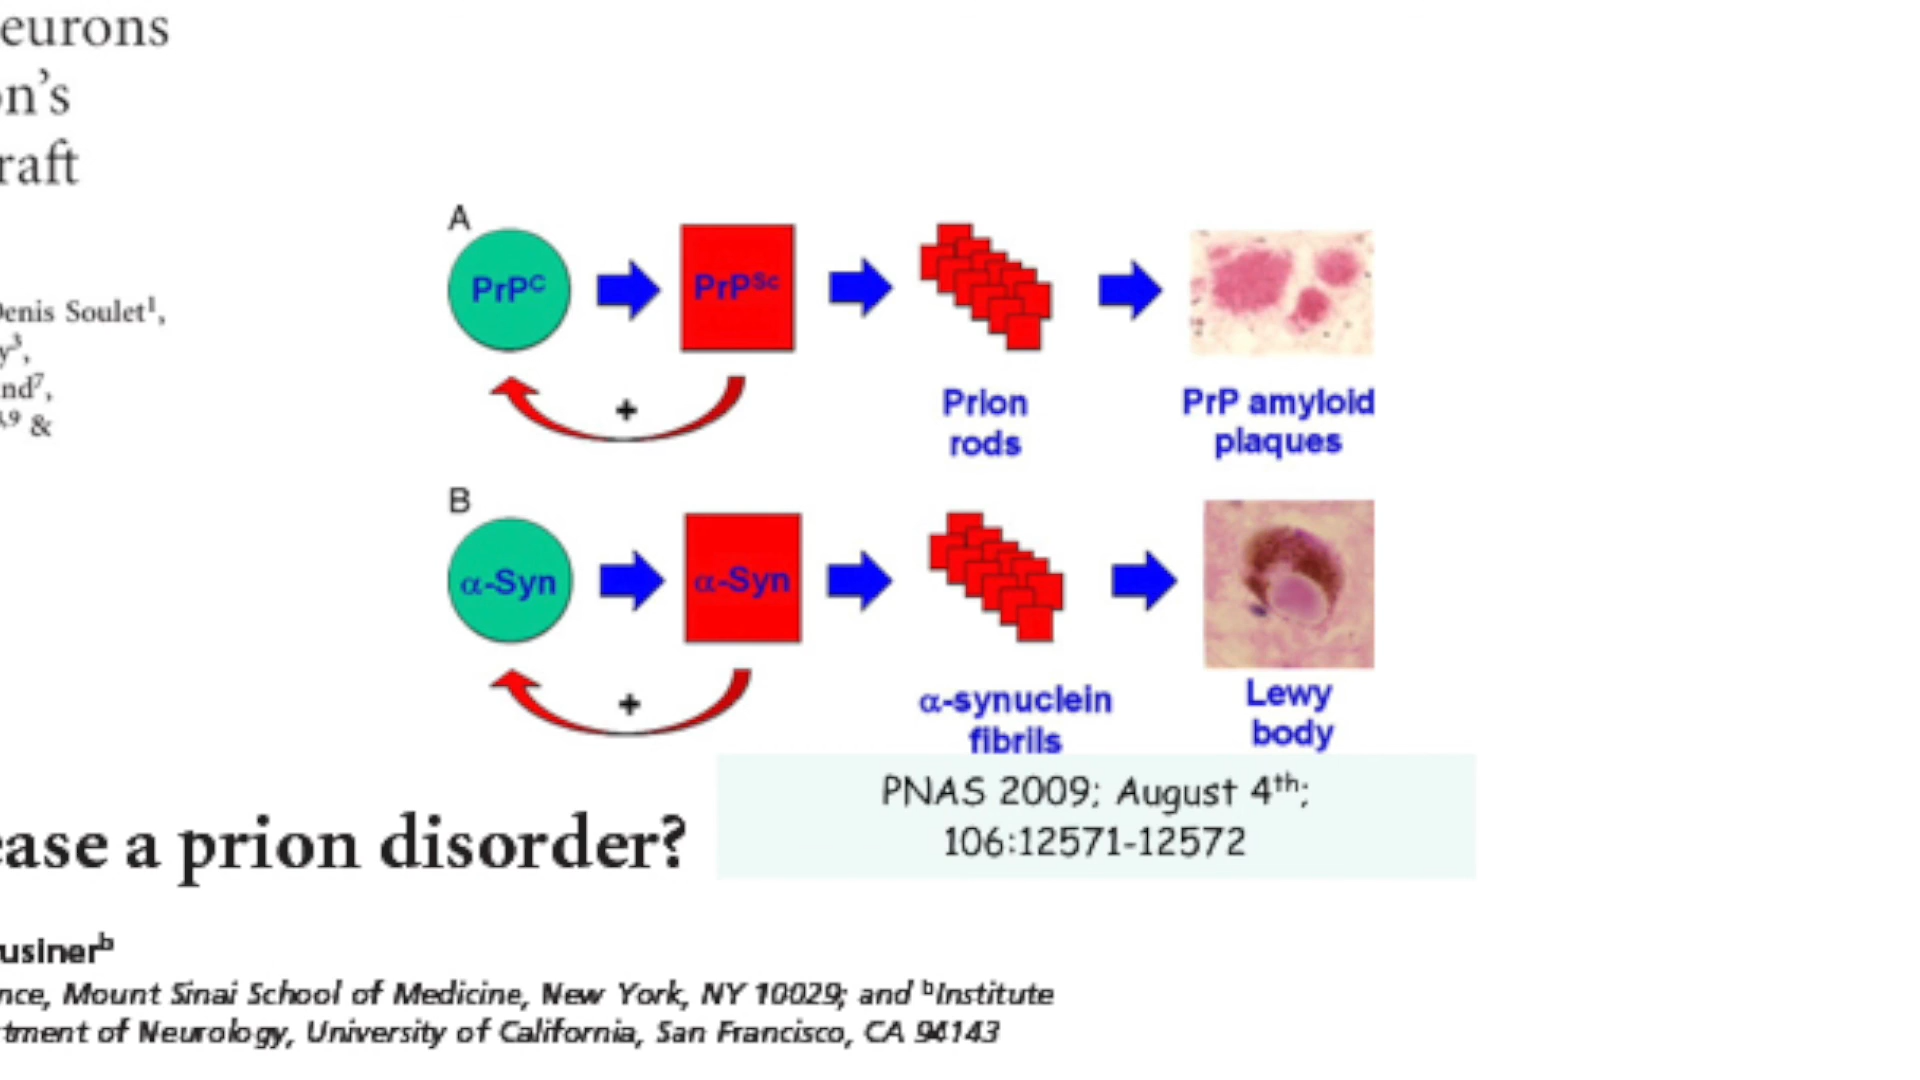 eurons
on's
raft
Denis Soulet¹,
y³,
nd⁷,
,⁹ &
A
PrPᶜ
PrPˢᶜ
Prion
rods
PrP amyloid
plaques
B
α-Syn
α-Syn
α-synuclein
fibrils
Lewy
body
PNAS 2009; August 4ᵗʰ;
106:12571-12572
ease a prion disorder?
usinerᵇ
nce, Mount Sinai School of Medicine, New York, NY 10029; and ᵇInstitute
tment of Neurology, University of California, San Francisco, CA 94143